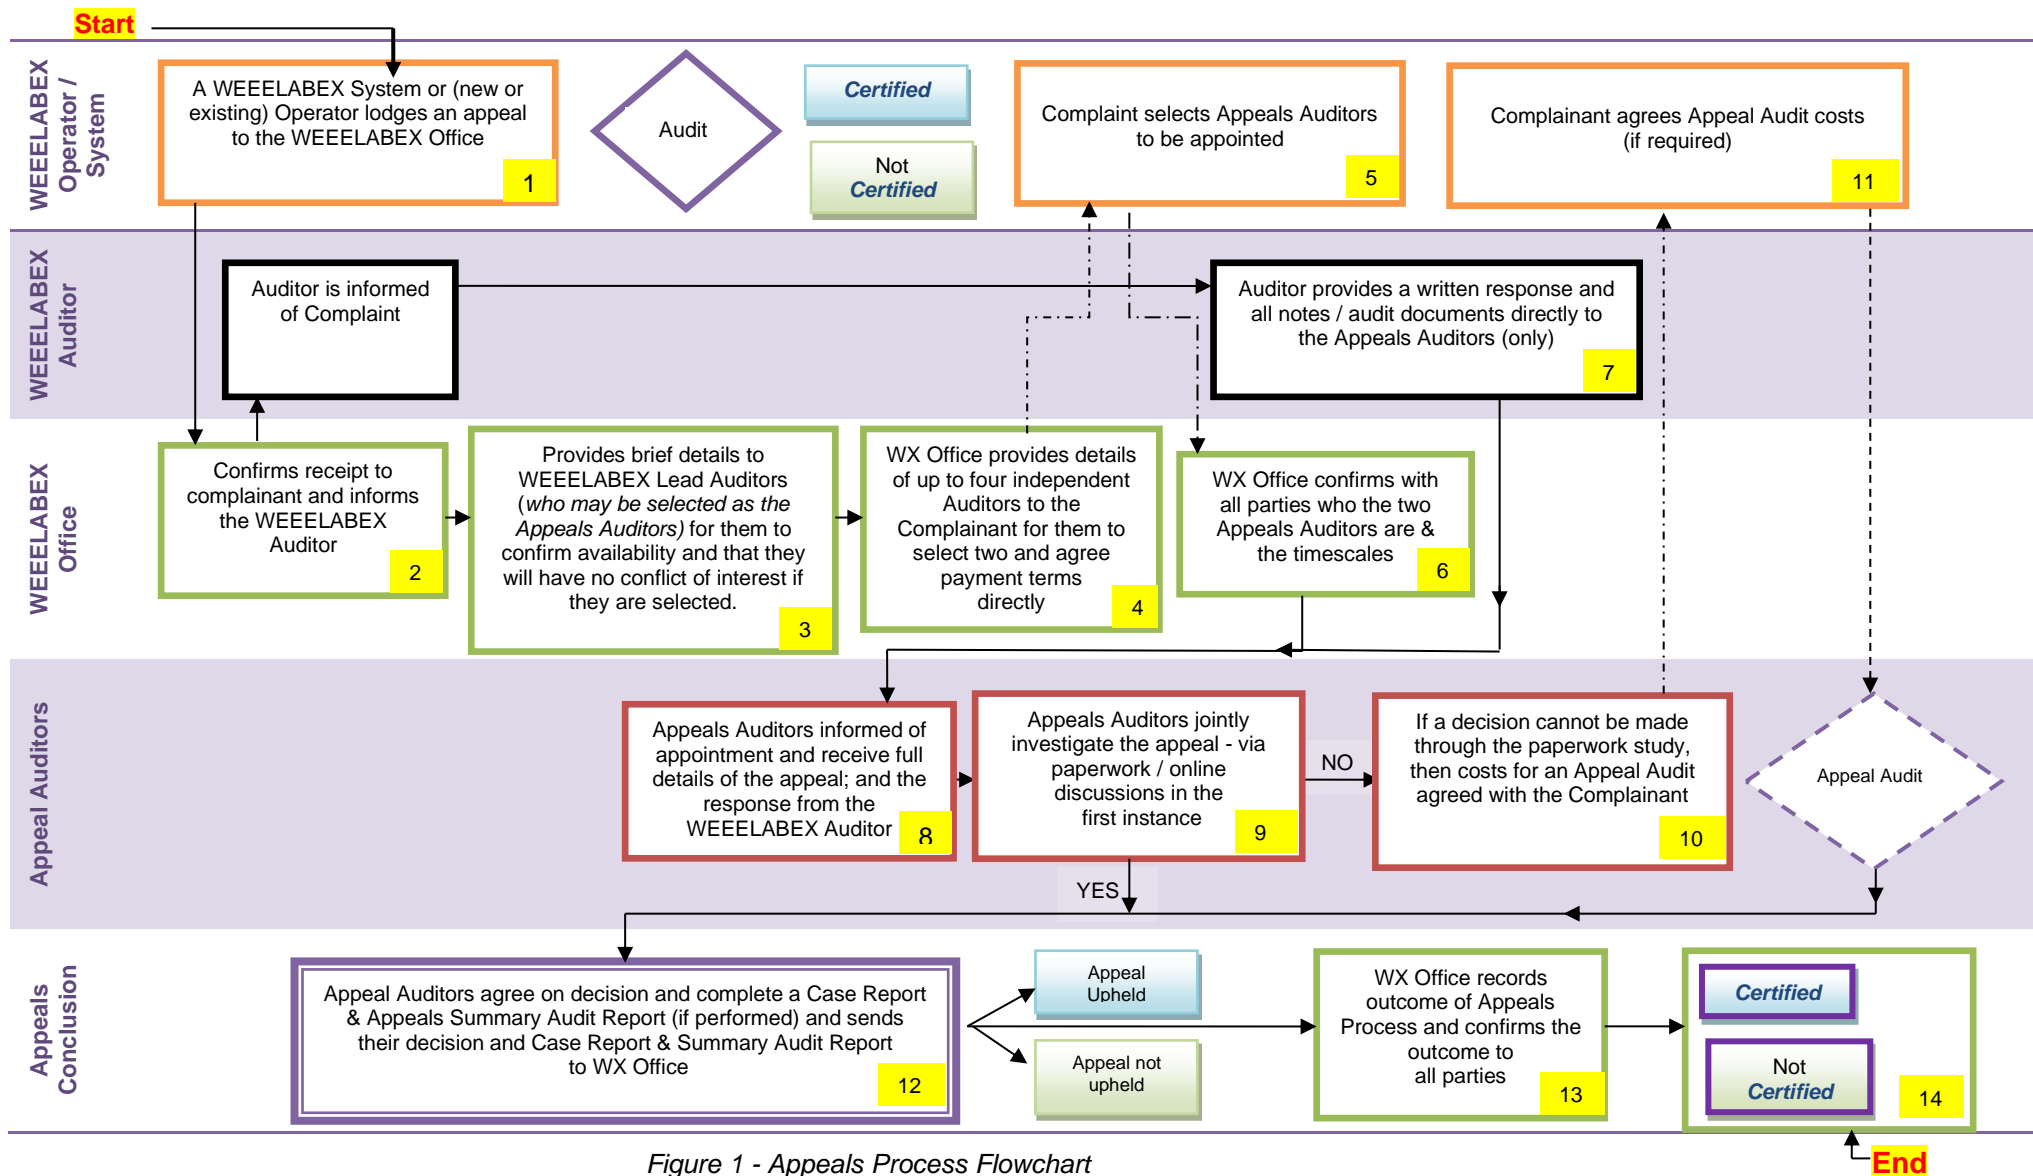 Start
WEEELABEX
Operator /
System
A WEEELABEX System or (new or
existing) Operator lodges an appeal
to the WEEELABEX Office
1
Audit
Certified
Not
Certified
Complaint selects Appeals Auditors
to be appointed
5
Complainant agrees Appeal Audit costs
(if required)
11
WEEELABEX
Auditor
Auditor is informed
of Complaint
Auditor provides a written response and
all notes / audit documents directly to
the Appeals Auditors (only)
7
WEEELABEX
Office
Confirms receipt to
complainant and informs
the WEEELABEX
Auditor
2
Provides brief details to
WEEELABEX Lead Auditors
(who may be selected as the
Appeals Auditors) for them to
confirm availability and that they
will have no conflict of interest if
they are selected.
3
WX Office provides details
of up to four independent
Auditors to the
Complainant for them to
select two and agree
payment terms
directly
4
WX Office confirms with
all parties who the two
Appeals Auditors are &
the timescales
6
Appeal Auditors
Appeals Auditors informed of
appointment and receive full
details of the appeal; and the
response from the
WEEELABEX Auditor
8
Appeals Auditors jointly
investigate the appeal - via
paperwork / online
discussions in the
first instance
9
NO
YES
If a decision cannot be made
through the paperwork study,
then costs for an Appeal Audit
agreed with the Complainant
10
Appeal Audit
Appeals
Conclusion
Appeal Auditors agree on decision and complete a Case Report
& Appeals Summary Audit Report (if performed) and sends
their decision and Case Report & Summary Audit Report
to WX Office
12
Appeal
Upheld
Appeal not
upheld
WX Office records
outcome of Appeals
Process and confirms the
outcome to
all parties
13
Certified
Not
Certified
14
End
Figure 1 - Appeals Process Flowchart